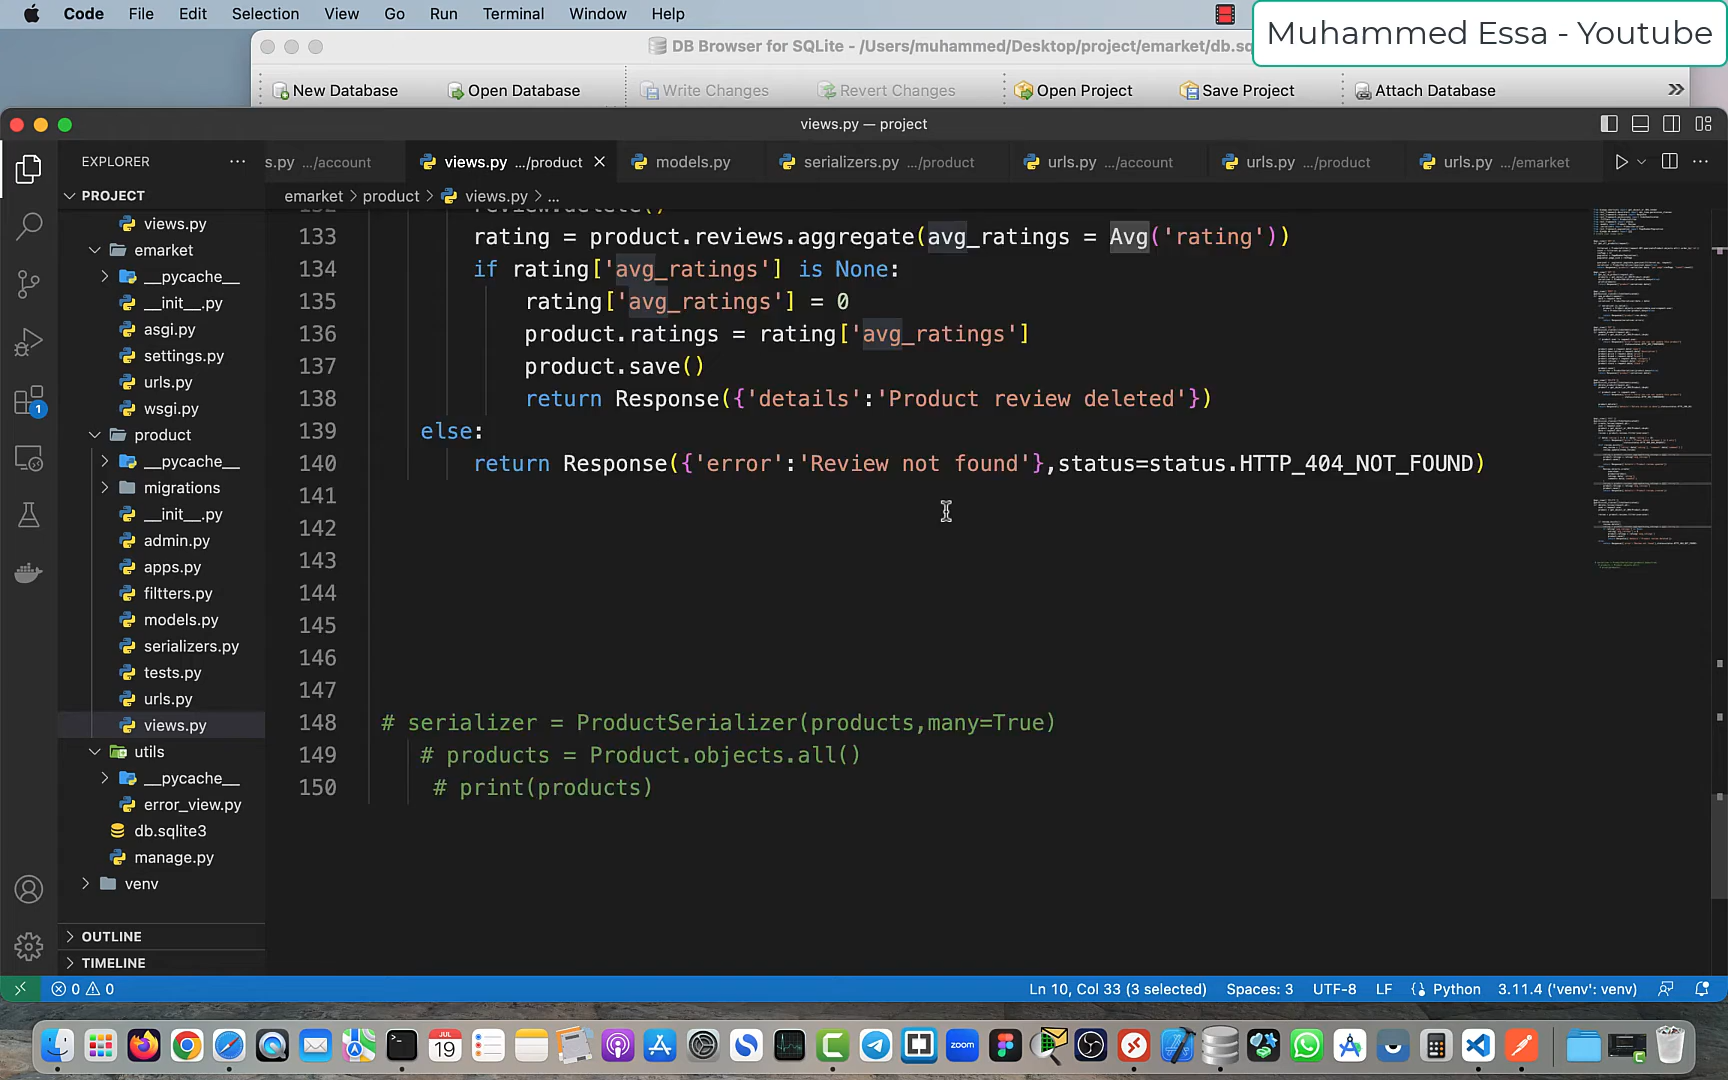 Code File Edit Selection View Go Run Terminal Window Help
Muhammed Essa - Youtube
DB Browser for SQLite - /Users/muhammed/Desktop/project/emarket/db.sq
New Database Open Database Write Changes Revert Changes Open Project Save Project Attach Database
views.py — project
EXPLORER
s.py .../account views.py .../product models.py serializers.py .../product urls.py .../account urls.py .../product urls.py .../emarket
PROJECT
emarket > product > views.py > ...
views.py
emarket
__pycache__
__init__.py
asgi.py
settings.py
urls.py
wsgi.py
product
__pycache__
migrations
__init__.py
admin.py
apps.py
filtters.py
models.py
serializers.py
tests.py
urls.py
views.py
utils
__pycache__
error_view.py
db.sqlite3
manage.py
venv
OUTLINE
TIMELINE
review.delete()
133 rating = product.reviews.aggregate(avg_ratings = Avg('rating'))
134 if rating['avg_ratings'] is None:
135 rating['avg_ratings'] = 0
136 product.ratings = rating['avg_ratings']
137 product.save()
138 return Response({'details':'Product review deleted'})
139 else:
140 return Response({'error':'Review not found'},status=status.HTTP_404_NOT_FOUND)
141
142
143
144
145
146
147
148 # serializer = ProductSerializer(products,many=True)
149 # products = Product.objects.all()
150 # print(products)
1
0 0 Ln 10, Col 33 (3 selected) Spaces: 3 UTF-8 LF Python 3.11.4 ('venv': venv)
JUL
19
zoom